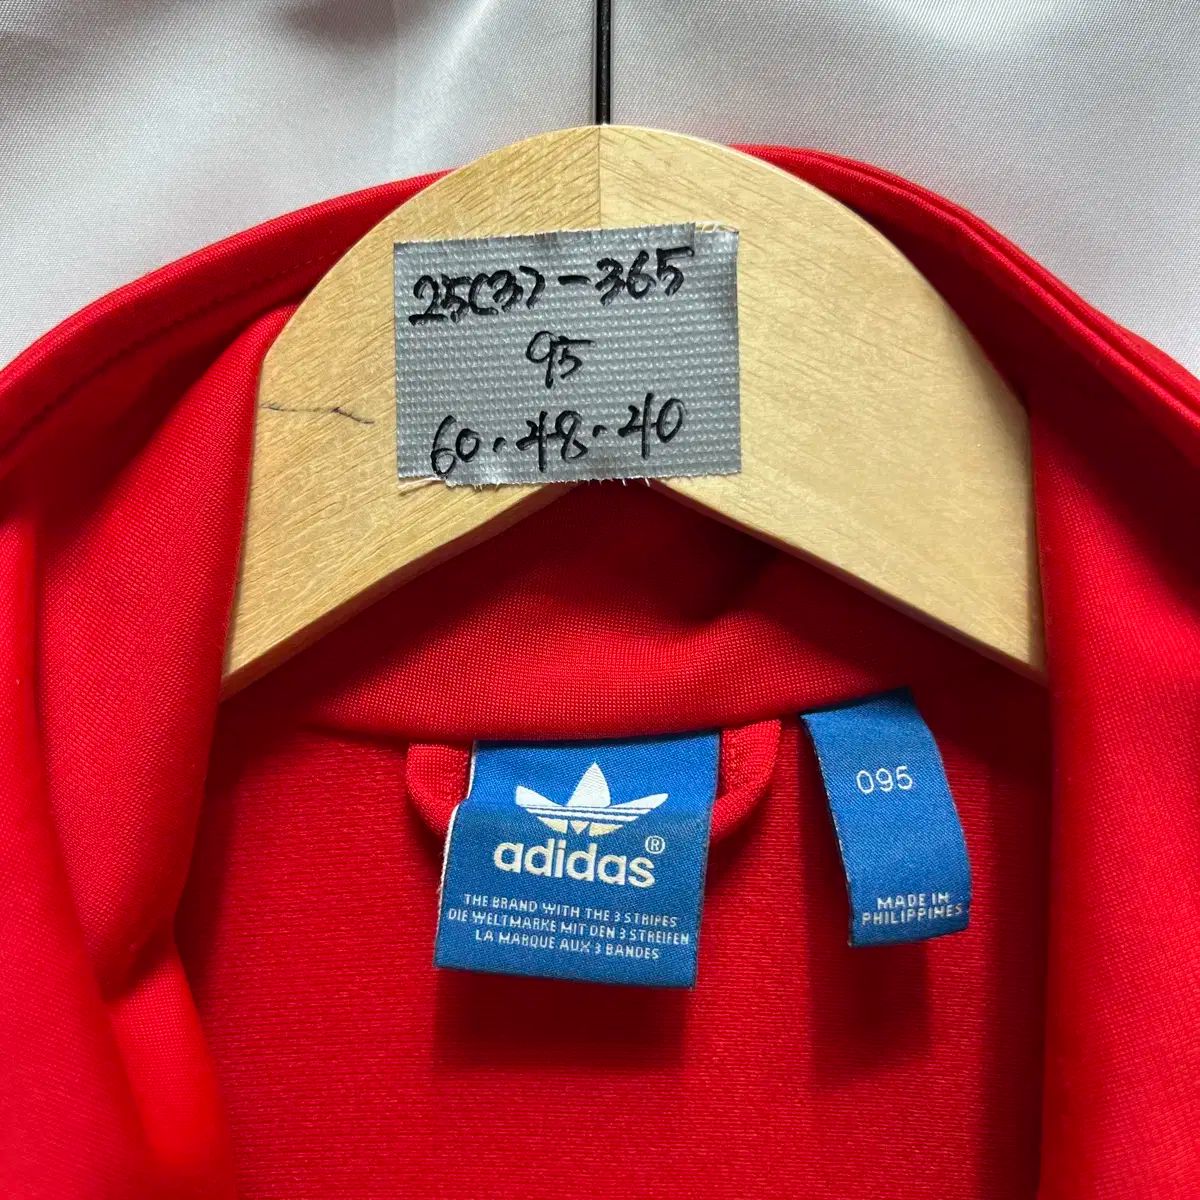 25(3)-365
95
60.48.40
adidas®
THE BRAND WITH THE 3 STRIPES
DIE WELTMARKE MIT DEN 3 STREIFEN
LA MARQUE AUX 3 BANDES
095
MADE IN
PHILIPPINES